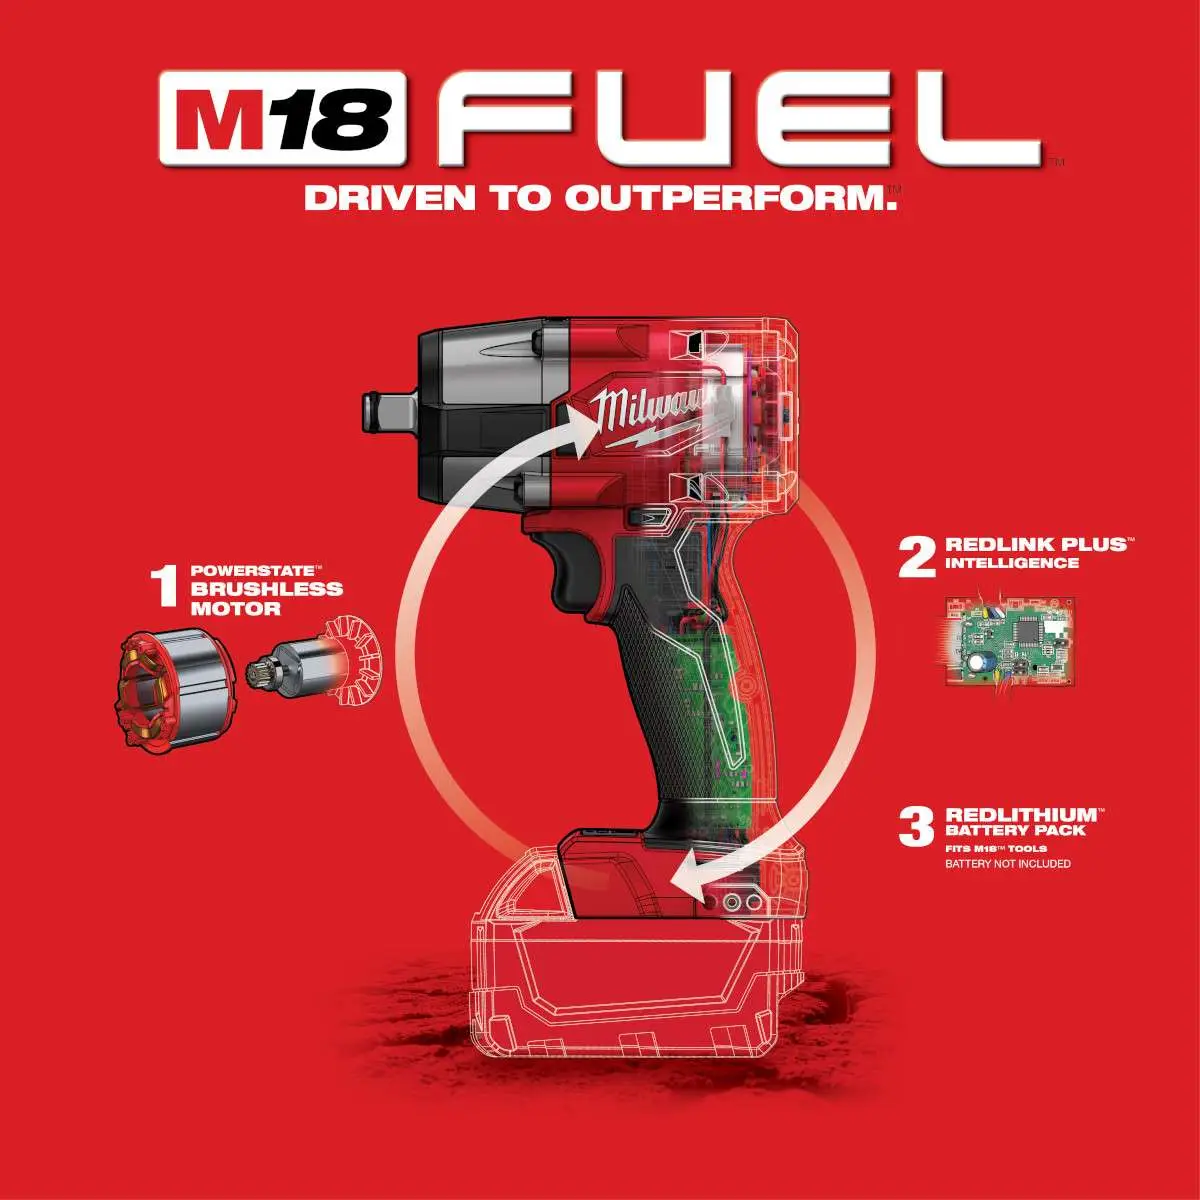 M18 FUEL™
DRIVEN TO OUTPERFORM.™
Milwau
1 POWERSTATE™
BRUSHLESS
MOTOR
2 REDLINK PLUS™
INTELLIGENCE
3 REDLITHIUM™
BATTERY PACK
FITS M18™ TOOLS
BATTERY NOT INCLUDED